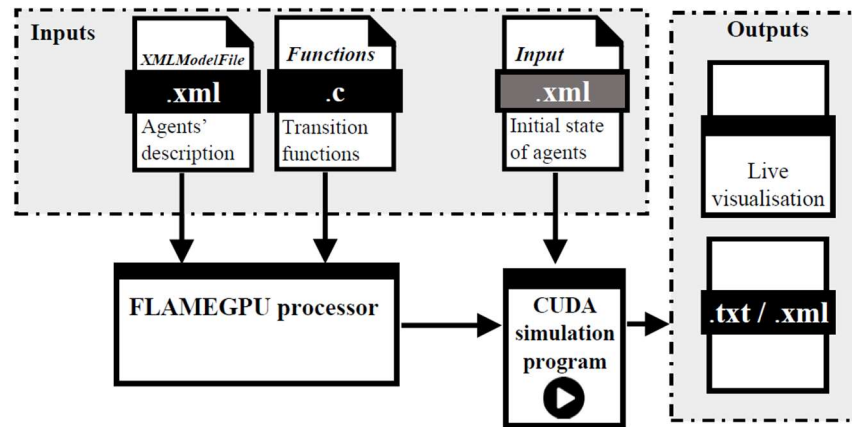 Inputs
XMLModelFile
.xml
Agents'
description
Functions
.c
Transition
functions
Input
.xml
Initial state
of agents
FLAMEGPU processor
CUDA
simulation
program
Outputs
Live
visualisation
.txt / .xml